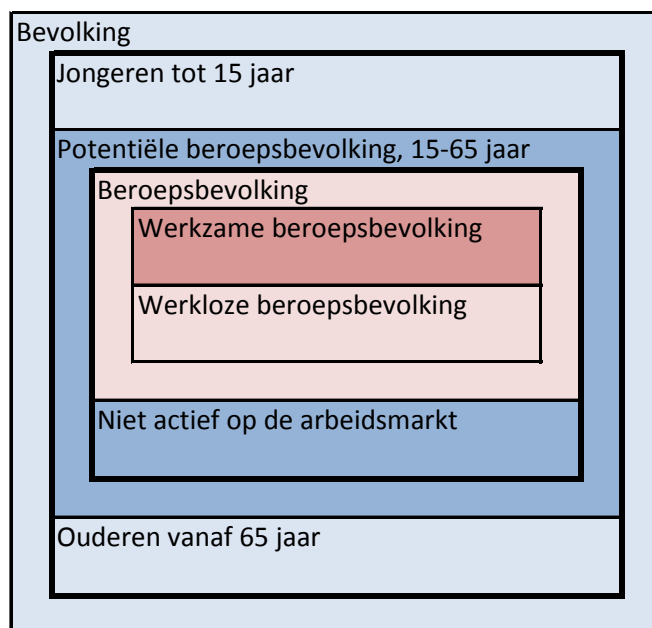 Bevolking
Jongeren tot 15 jaar
Potentiële beroepsbevolking, 15-65 jaar
Beroepsbevolking
Werkzame beroepsbevolking
Werkloze beroepsbevolking
Niet actief op de arbeidsmarkt
Ouderen vanaf 65 jaar